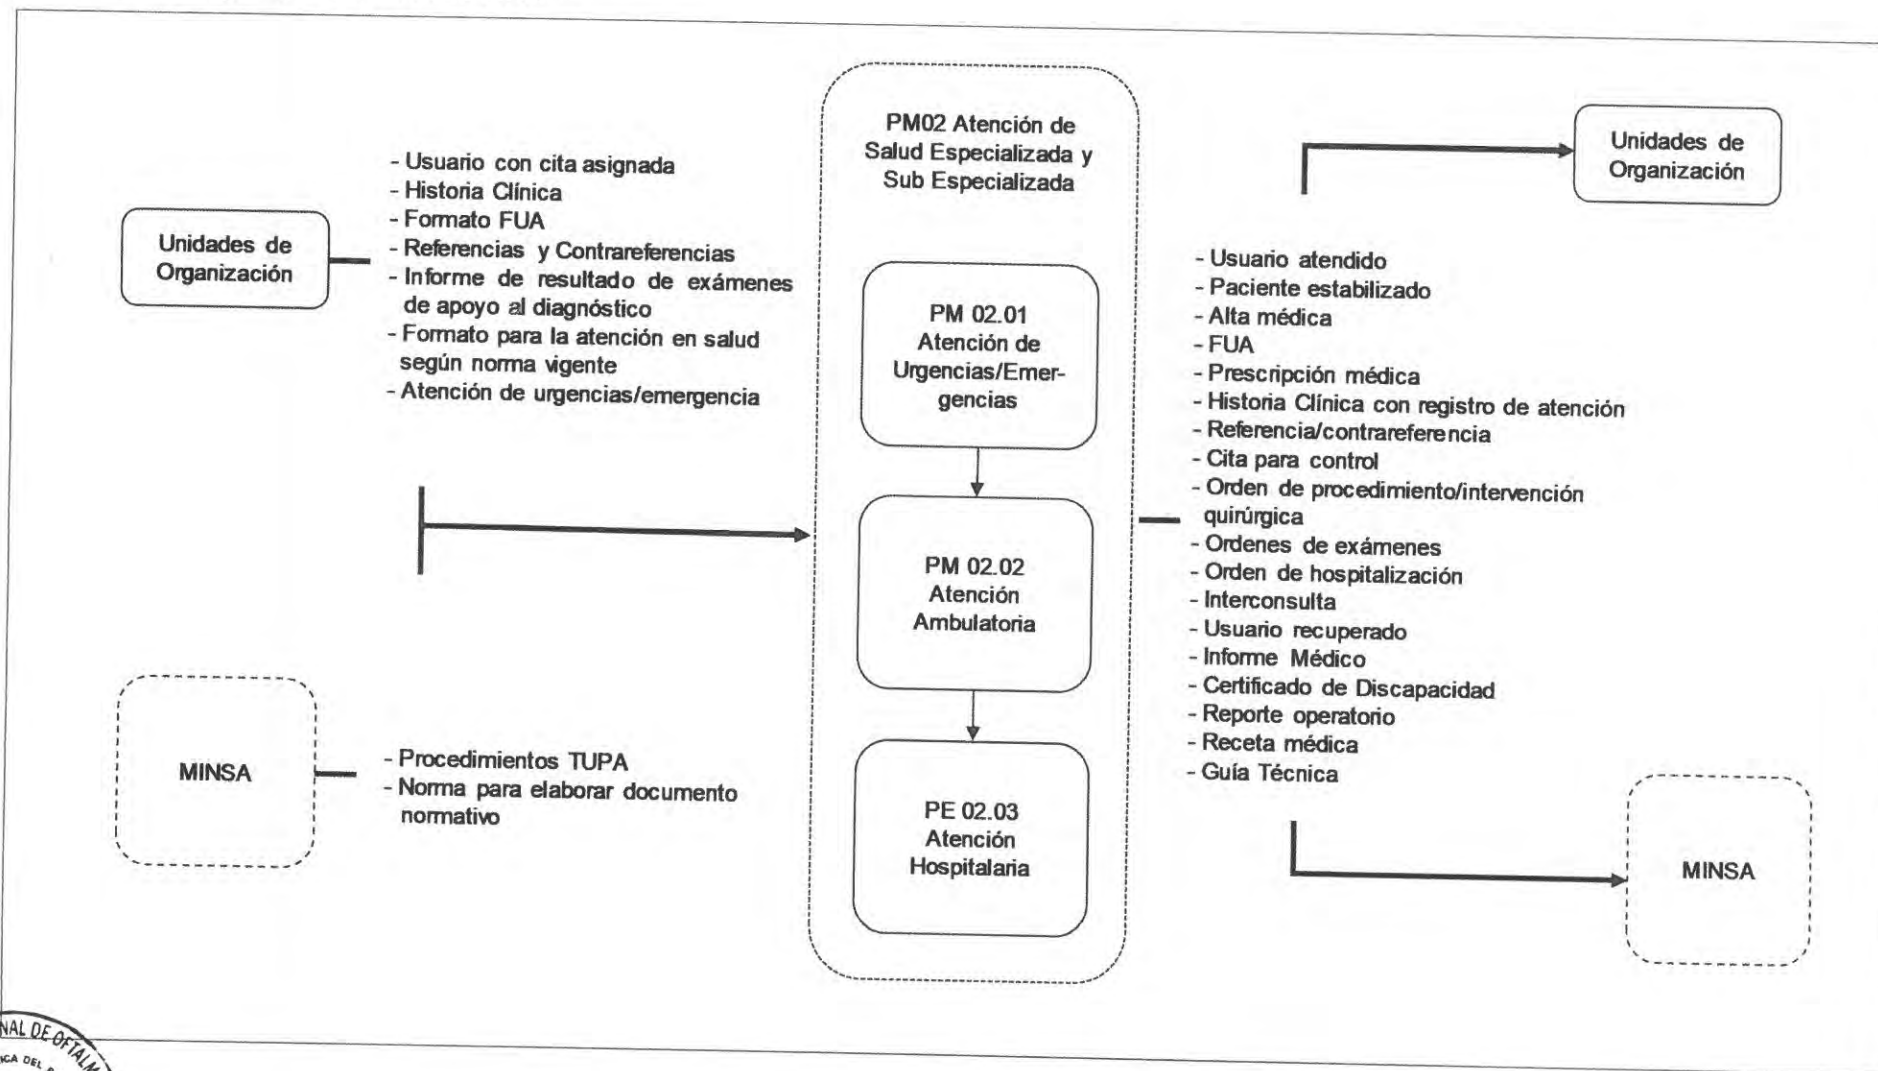 Unidades de
Organización
- Usuario con cita asignada
- Historia Clínica
- Formato FUA
- Referencias y Contrareferencias
- Informe de resultado de exámenes
de apoyo al diagnóstico
- Formato para la atención en salud
según norma vigente
- Atención de urgencias/emergencia
MINSA
- Procedimientos TUPA
- Norma para elaborar documento
normativo
PM02 Atención de
Salud Especializada y
Sub Especializada
PM 02.01
Atención de
Urgencias/Emer-
gencias
PM 02.02
Atención
Ambulatoria
PE 02.03
Atención
Hospitalaria
Unidades de
Organización
- Usuario atendido
- Paciente estabilizado
- Alta médica
- FUA
- Prescripción médica
- Historia Clínica con registro de atención
- Referencia/contrareferencia
- Cita para control
- Orden de procedimiento/intervención
quirúrgica
- Ordenes de exámenes
- Orden de hospitalización
- Interconsulta
- Usuario recuperado
- Informe Médico
- Certificado de Discapacidad
- Reporte operatorio
- Receta médica
- Guía Técnica
MINSA
DE
DEL